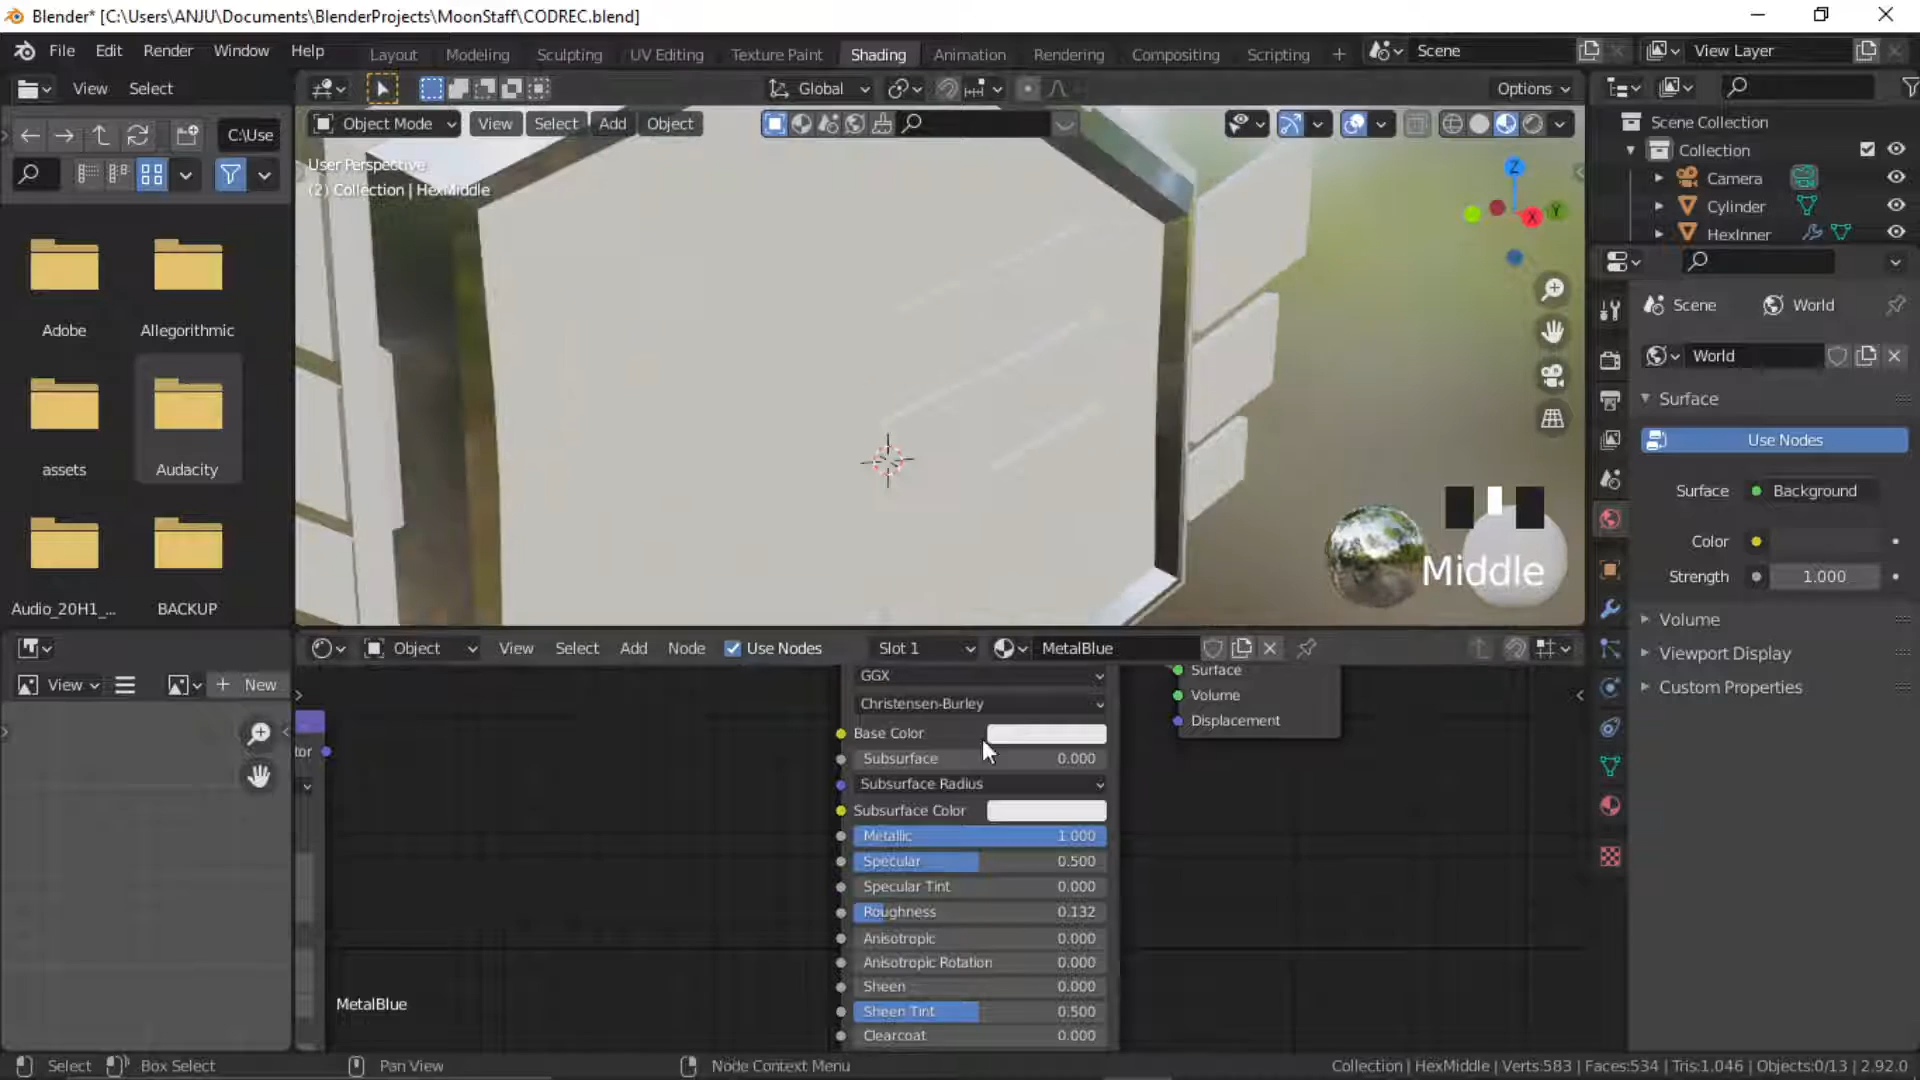 Blender* [C:\Users\ANJU\Documents\BlenderProjects\MoonStaff\CODREC.blend]
File Edit Render Window Help Layout Modeling Sculpting UV Editing Texture Paint Shading Animation Rendering Compositing Scripting + Scene View Layer
View Select Global Options
C:\Use Object Mode View Select Add Object Scene Collection
Collection
User Perspective
(2) Collection | HexMiddle
Camera
Cylinder
HexInner
Z
Y
X
Adobe Allegorithmic
Scene World
World
Surface
Use Nodes
assets Audacity
Surface Background
Color
Strength 1.000
Middle
Audio_20H1_... BACKUP
Volume
Viewport Display
Custom Properties
Object View Select Add Node Use Nodes Slot 1 MetalBlue
View + New
GGX
Christensen-Burley
Base Color
Subsurface 0.000
Subsurface Radius
Subsurface Color
Metallic 1.000
Specular 0.500
Specular Tint 0.000
Roughness 0.132
Anisotropic 0.000
Anisotropic Rotation 0.000
Sheen 0.000
Sheen Tint 0.500
Clearcoat 0.000
Surface
Volume
Displacement
tor
MetalBlue
Select Box Select Pan View Node Context Menu Collection | HexMiddle | Verts:583 | Faces:534 | Tris:1,046 | Objects:0/13 | 2.92.0